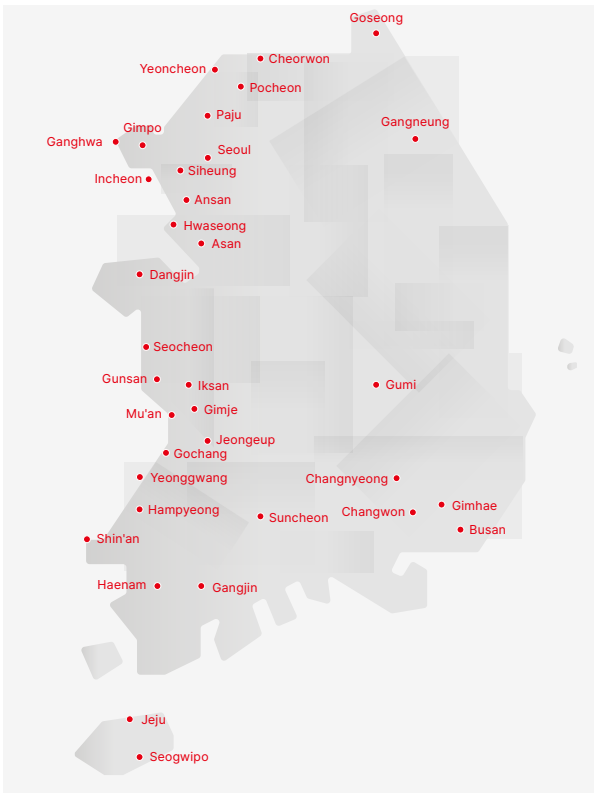 Goseong
Cheorwon
Yeoncheon
Pocheon
Paju
Gangneung
Gimpo
Ganghwa
Seoul
Siheung
Incheon
Ansan
Hwaseong
Asan
Dangjin
Seocheon
Gunsan
Iksan
Gumi
Gimje
Mu'an
Jeongeup
Gochang
Yeonggwang
Changnyeong
Gimhae
Hampyeong
Changwon
Suncheon
Busan
Shin'an
Haenam
Gangjin
Jeju
Seogwipo